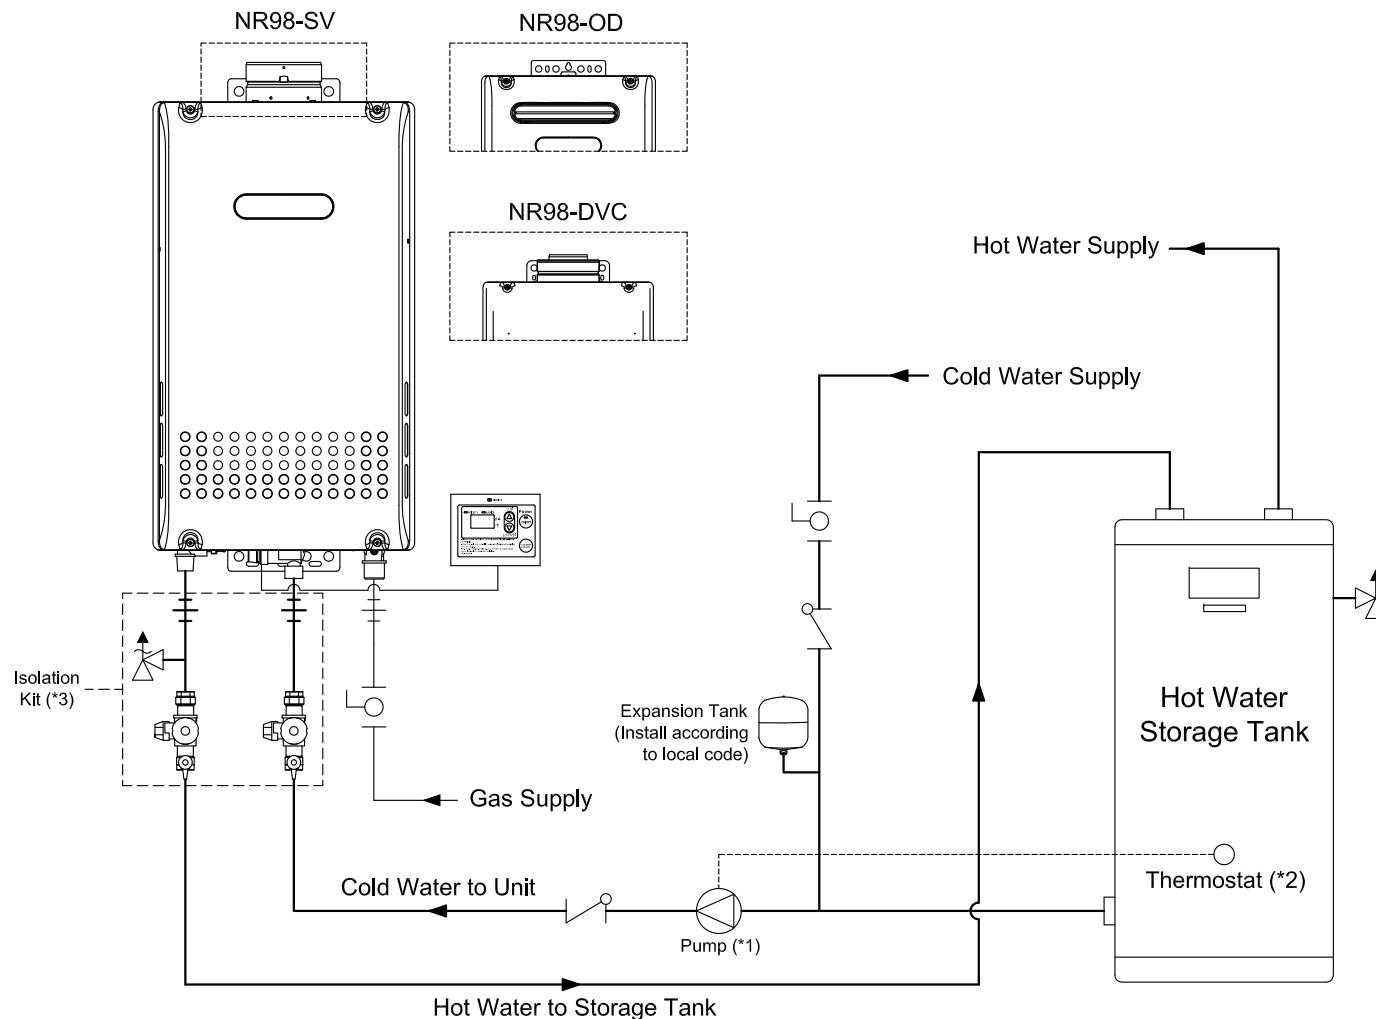 NR98-SV
NR98-OD
NR98-DVC
Hot Water Supply
Cold Water Supply
Power
Isolation
Kit (*3)
Expansion Tank
(Install according
to local code)
Hot Water
Storage Tank
Gas Supply
Cold Water to Unit
Thermostat (*2)
Pump (*1)
Hot Water to Storage Tank